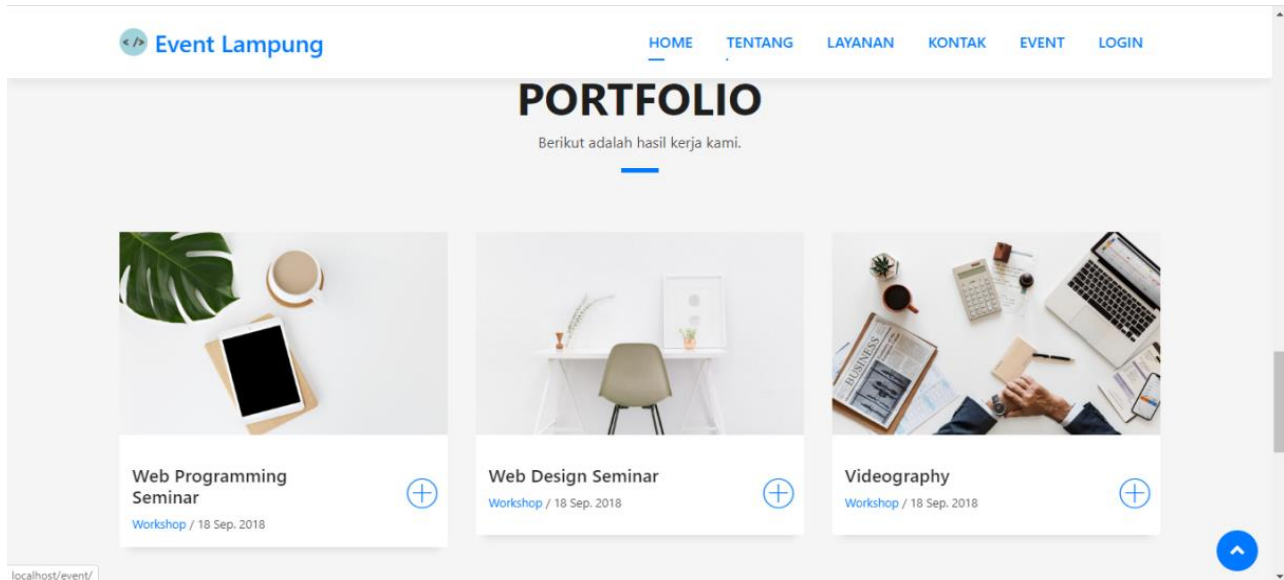 </> Event Lampung
HOME TENTANG LAYANAN KONTAK EVENT LOGIN
PORTFOLIO
Berikut adalah hasil kerja kami.
BUSINESS
Web Programming
Seminar
Workshop / 18 Sep. 2018
Web Design Seminar
Workshop / 18 Sep. 2018
Videography
Workshop / 18 Sep. 2018
localhost/event/